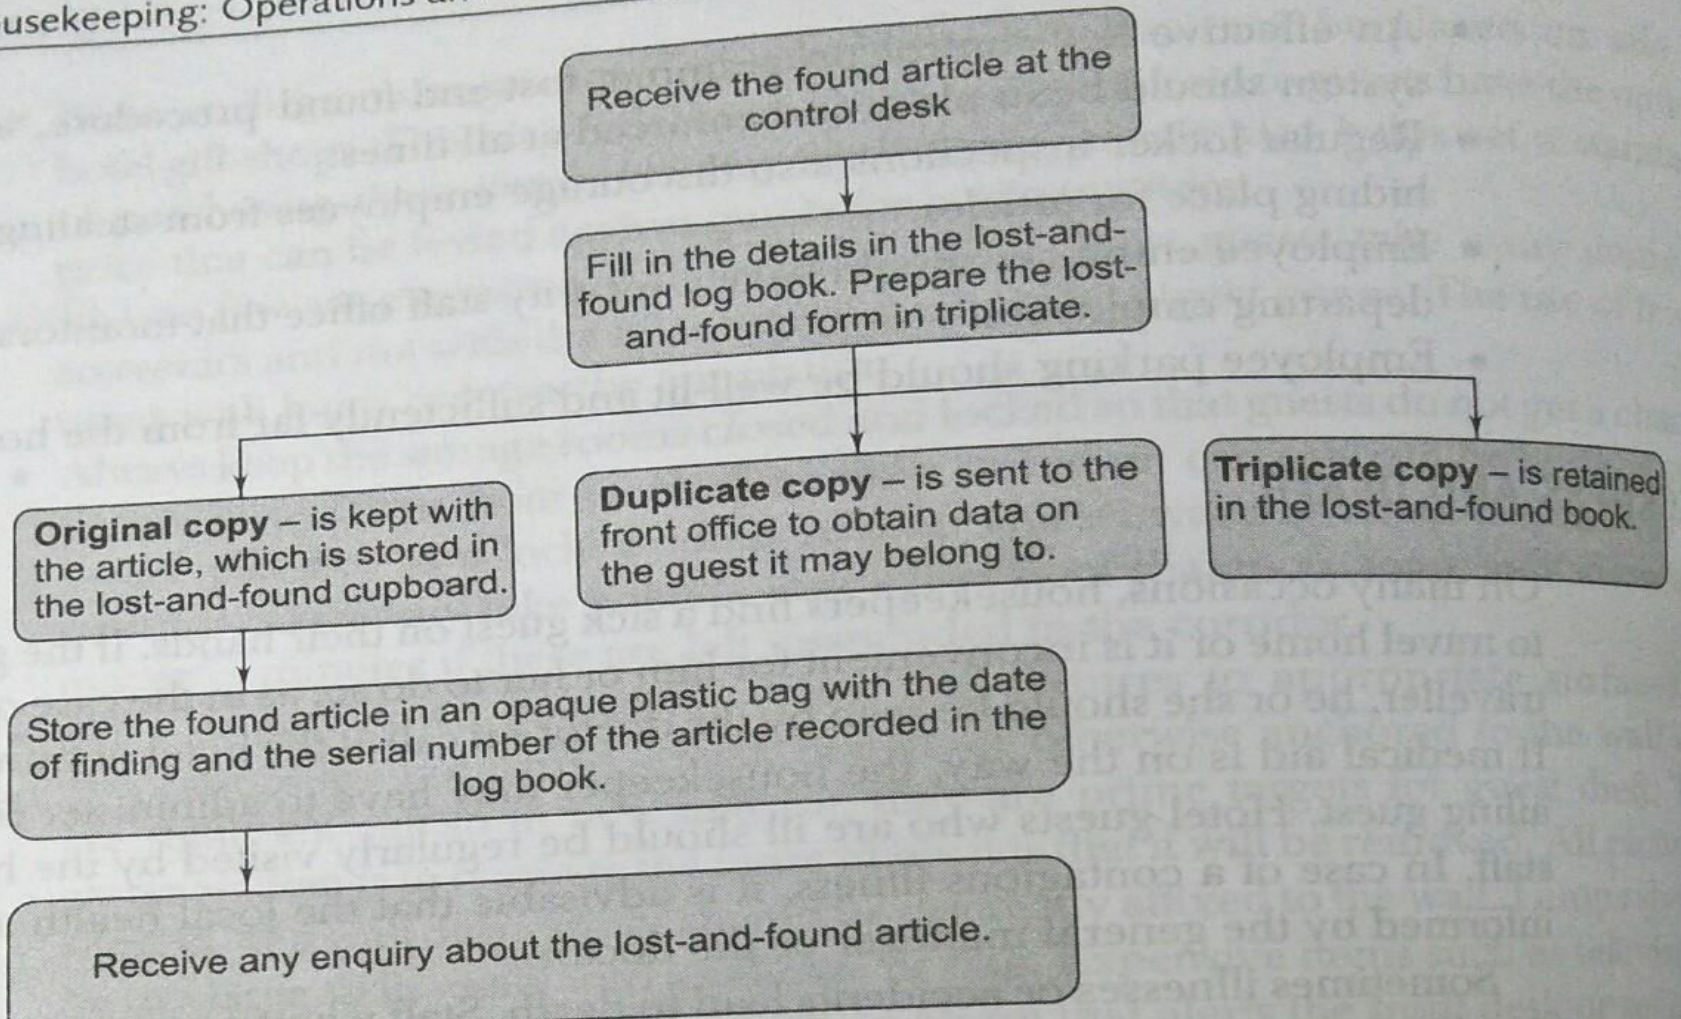 usekeeping: Operations
Receive the found article at the
control desk
Fill in the details in the lost-and-
found log book. Prepare the lost-
and-found form in triplicate.
Original copy – is kept with
the article, which is stored in
the lost-and-found cupboard.
Duplicate copy – is sent to the
front office to obtain data on
the guest it may belong to.
Triplicate copy – is retained
in the lost-and-found book.
Store the found article in an opaque plastic bag with the date
of finding and the serial number of the article recorded in the
log book.
Receive any enquiry about the lost-and-found article.